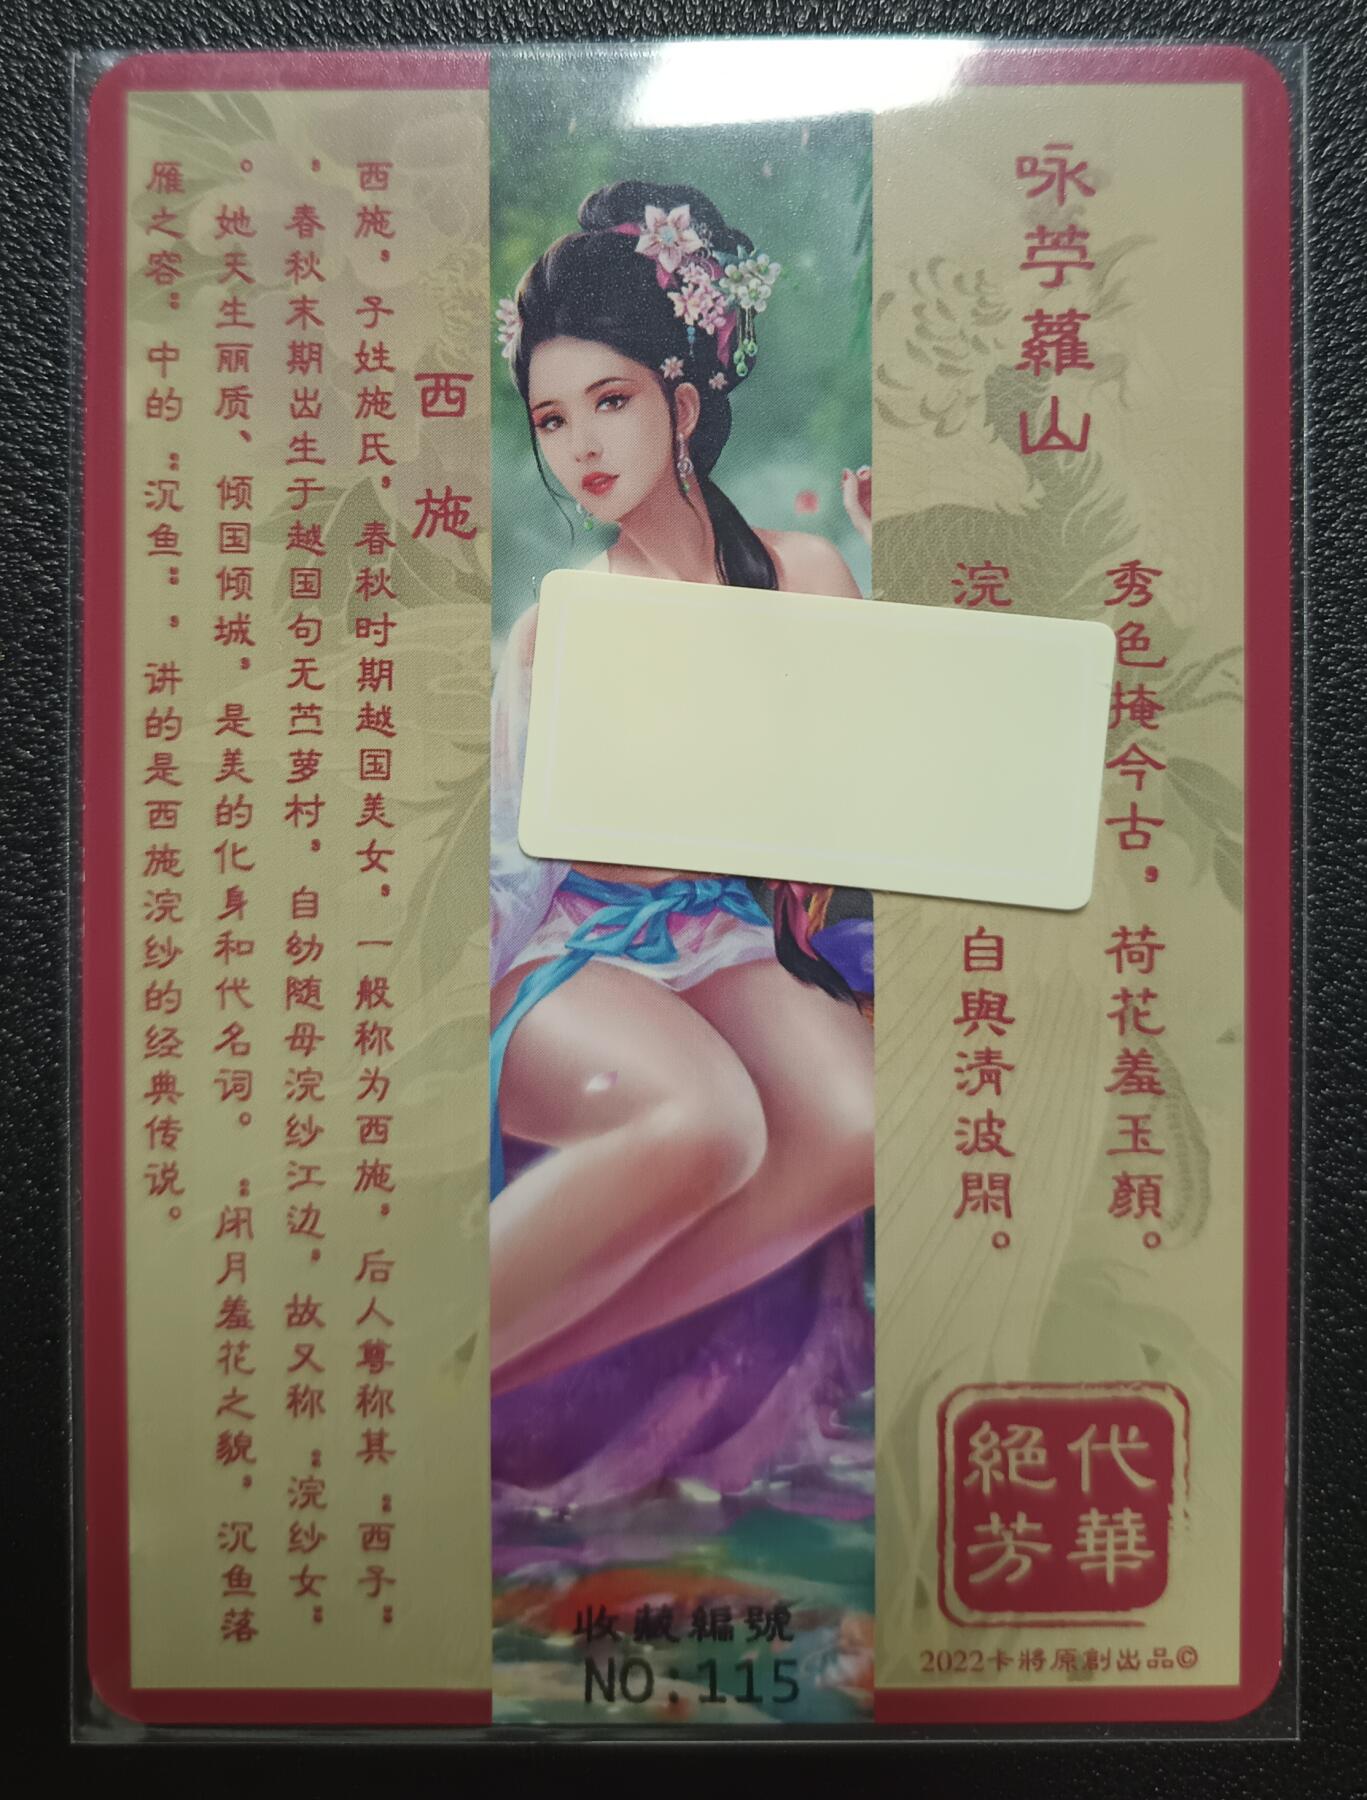 咏苧蘿山
秀色掩今古，荷花羞玉顏。
浣
自與清波閑。
代華
絕芳
2022卡將原創出品©
收藏編號
NO:115
西施
西施，子姓施氏，春秋时期越国美女，一般称为西施，后人尊称其：西子：
，春秋末期出生于越国句无苎萝村，自幼随母浣纱江边，故又称：浣纱女：
。她天生丽质、倾国倾城，是美的化身和代名词。：闭月羞花之貌，沉鱼落
雁之容：中的：沉鱼：，讲的是西施浣纱的经典传说。